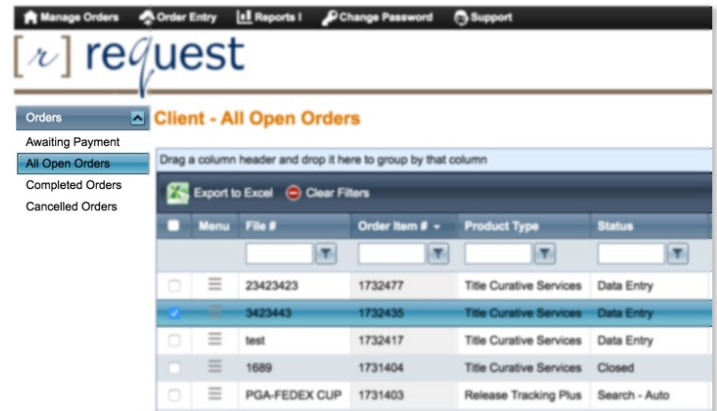 Manage Orders Order Entry Reports I Change Password Support
[r] request
Orders
Client - All Open Orders
Awaiting Payment
All Open Orders
Completed Orders
Cancelled Orders
Drag a column header and drop it here to group by that column
Export to Excel Clear Filters
Menu File # Order Item # Product Type Status
23423423 1732477 Title Curative Services Data Entry
3423443 1732435 Title Curative Services Data Entry
test 1732417 Title Curative Services Data Entry
1689 1731404 Title Curative Services Closed
PGA-FEDEX CUP 1731403 Release Tracking Plus Search - Auto